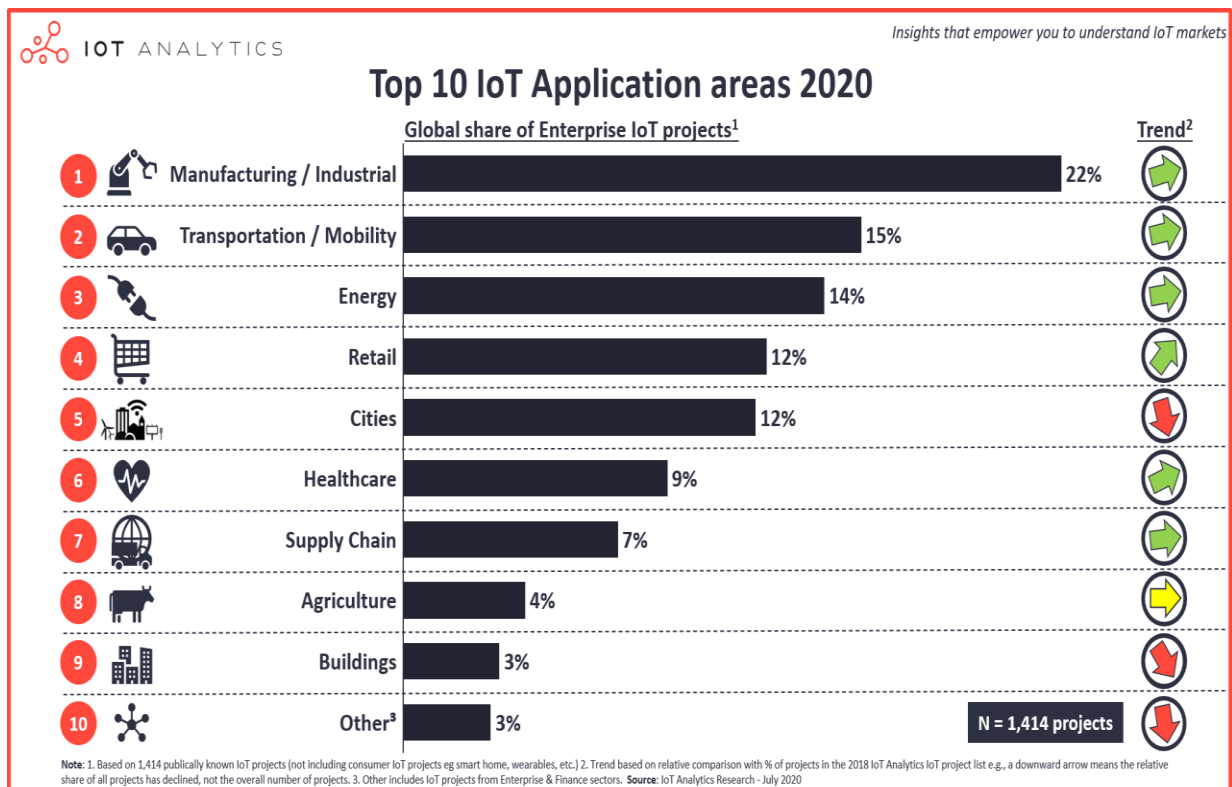 IOT ANALYTICS
Insights that empower you to understand IoT markets
Top 10 IoT Application areas 2020
Global share of Enterprise IoT projects1
Trend2
1 Manufacturing / Industrial 22%
2 Transportation / Mobility 15%
3 Energy 14%
4 Retail 12%
5 Cities 12%
6 Healthcare 9%
7 Supply Chain 7%
8 Agriculture 4%
9 Buildings 3%
10 Other³ 3%
N = 1,414 projects
Note: 1. Based on 1,414 publically known IoT projects (not including consumer IoT projects eg smart home, wearables, etc.) 2. Trend based on relative comparison with % of projects in the 2018 IoT Analytics IoT project list e.g., a downward arrow means the relative
share of all projects has declined, not the overall number of projects. 3. Other includes IoT projects from Enterprise & Finance sectors. Source: IoT Analytics Research - July 2020